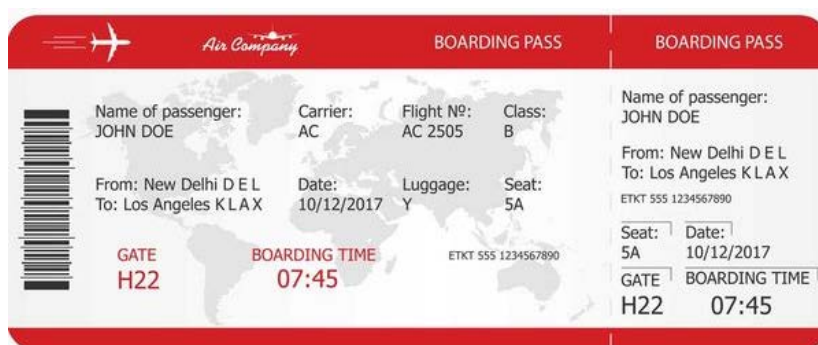 Air Company
BOARDING PASS
Name of passenger:
JOHN DOE
Carrier:
AC
Flight Nº:
AC 2505
Class:
B
From: New Delhi D E L
To: Los Angeles K L A X
Date:
10/12/2017
Luggage:
Y
Seat:
5A
GATE
H22
BOARDING TIME
07:45
ETKT 555 1234567890
BOARDING PASS
Name of passenger:
JOHN DOE
From: New Delhi D E L
To: Los Angeles K L A X
ETKT 555 1234567890
Seat:
5A
Date:
10/12/2017
GATE
H22
BOARDING TIME
07:45